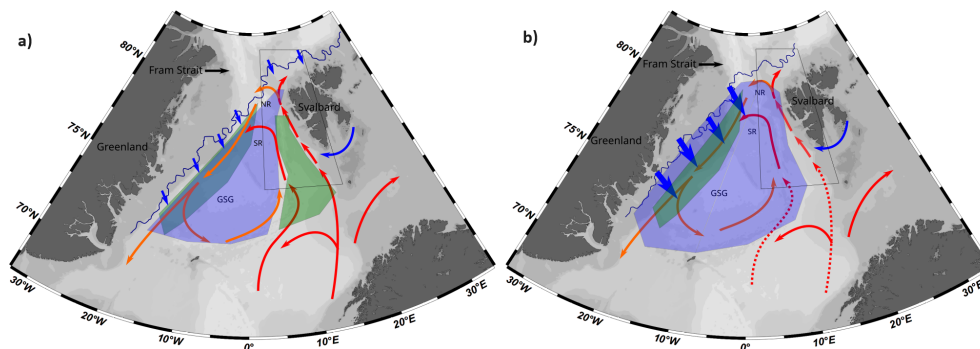 a)
80°N
75°N
70°N
Fram Strait
NR
Svalbard
Greenland
SR
GSG
30°W
20°W
10°W
0°
10°E
20°E
30°E
b)
80°N
75°N
70°N
Fram Strait
NR
Svalbard
Greenland
SR
GSG
30°W
20°W
10°W
0°
10°E
20°E
30°E